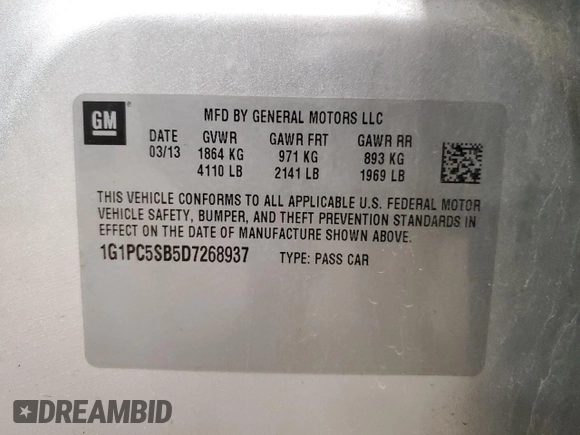 GM
MFD BY GENERAL MOTORS LLC
DATE GVWR GAWR FRT GAWR RR
03/13 1864 KG 971 KG 893 KG
4110 LB 2141 LB 1969 LB
THIS VEHICLE CONFORMS TO ALL APPLICABLE U.S. FEDERAL MOTOR
VEHICLE SAFETY, BUMPER, AND THEFT PREVENTION STANDARDS IN
EFFECT ON THE DATE OF MANUFACTURE SHOWN ABOVE.
1G1PC5SB5D7268937 TYPE: PASS CAR
DREAMBID